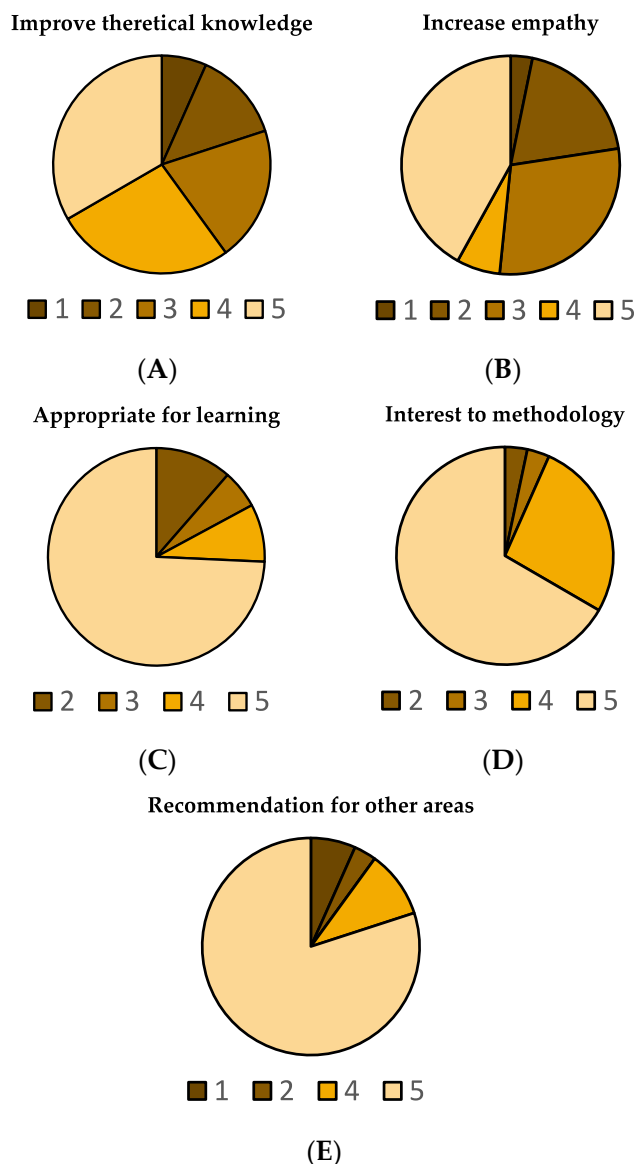 Improve theretical knowledge
Increase empathy
1 2 3 4 5
1 2 3 4 5
(A)
(B)
Appropriate for learning
Interest to methodology
2 3 4 5
2 3 4 5
(C)
(D)
Recommendation for other areas
1 2 4 5
(E)